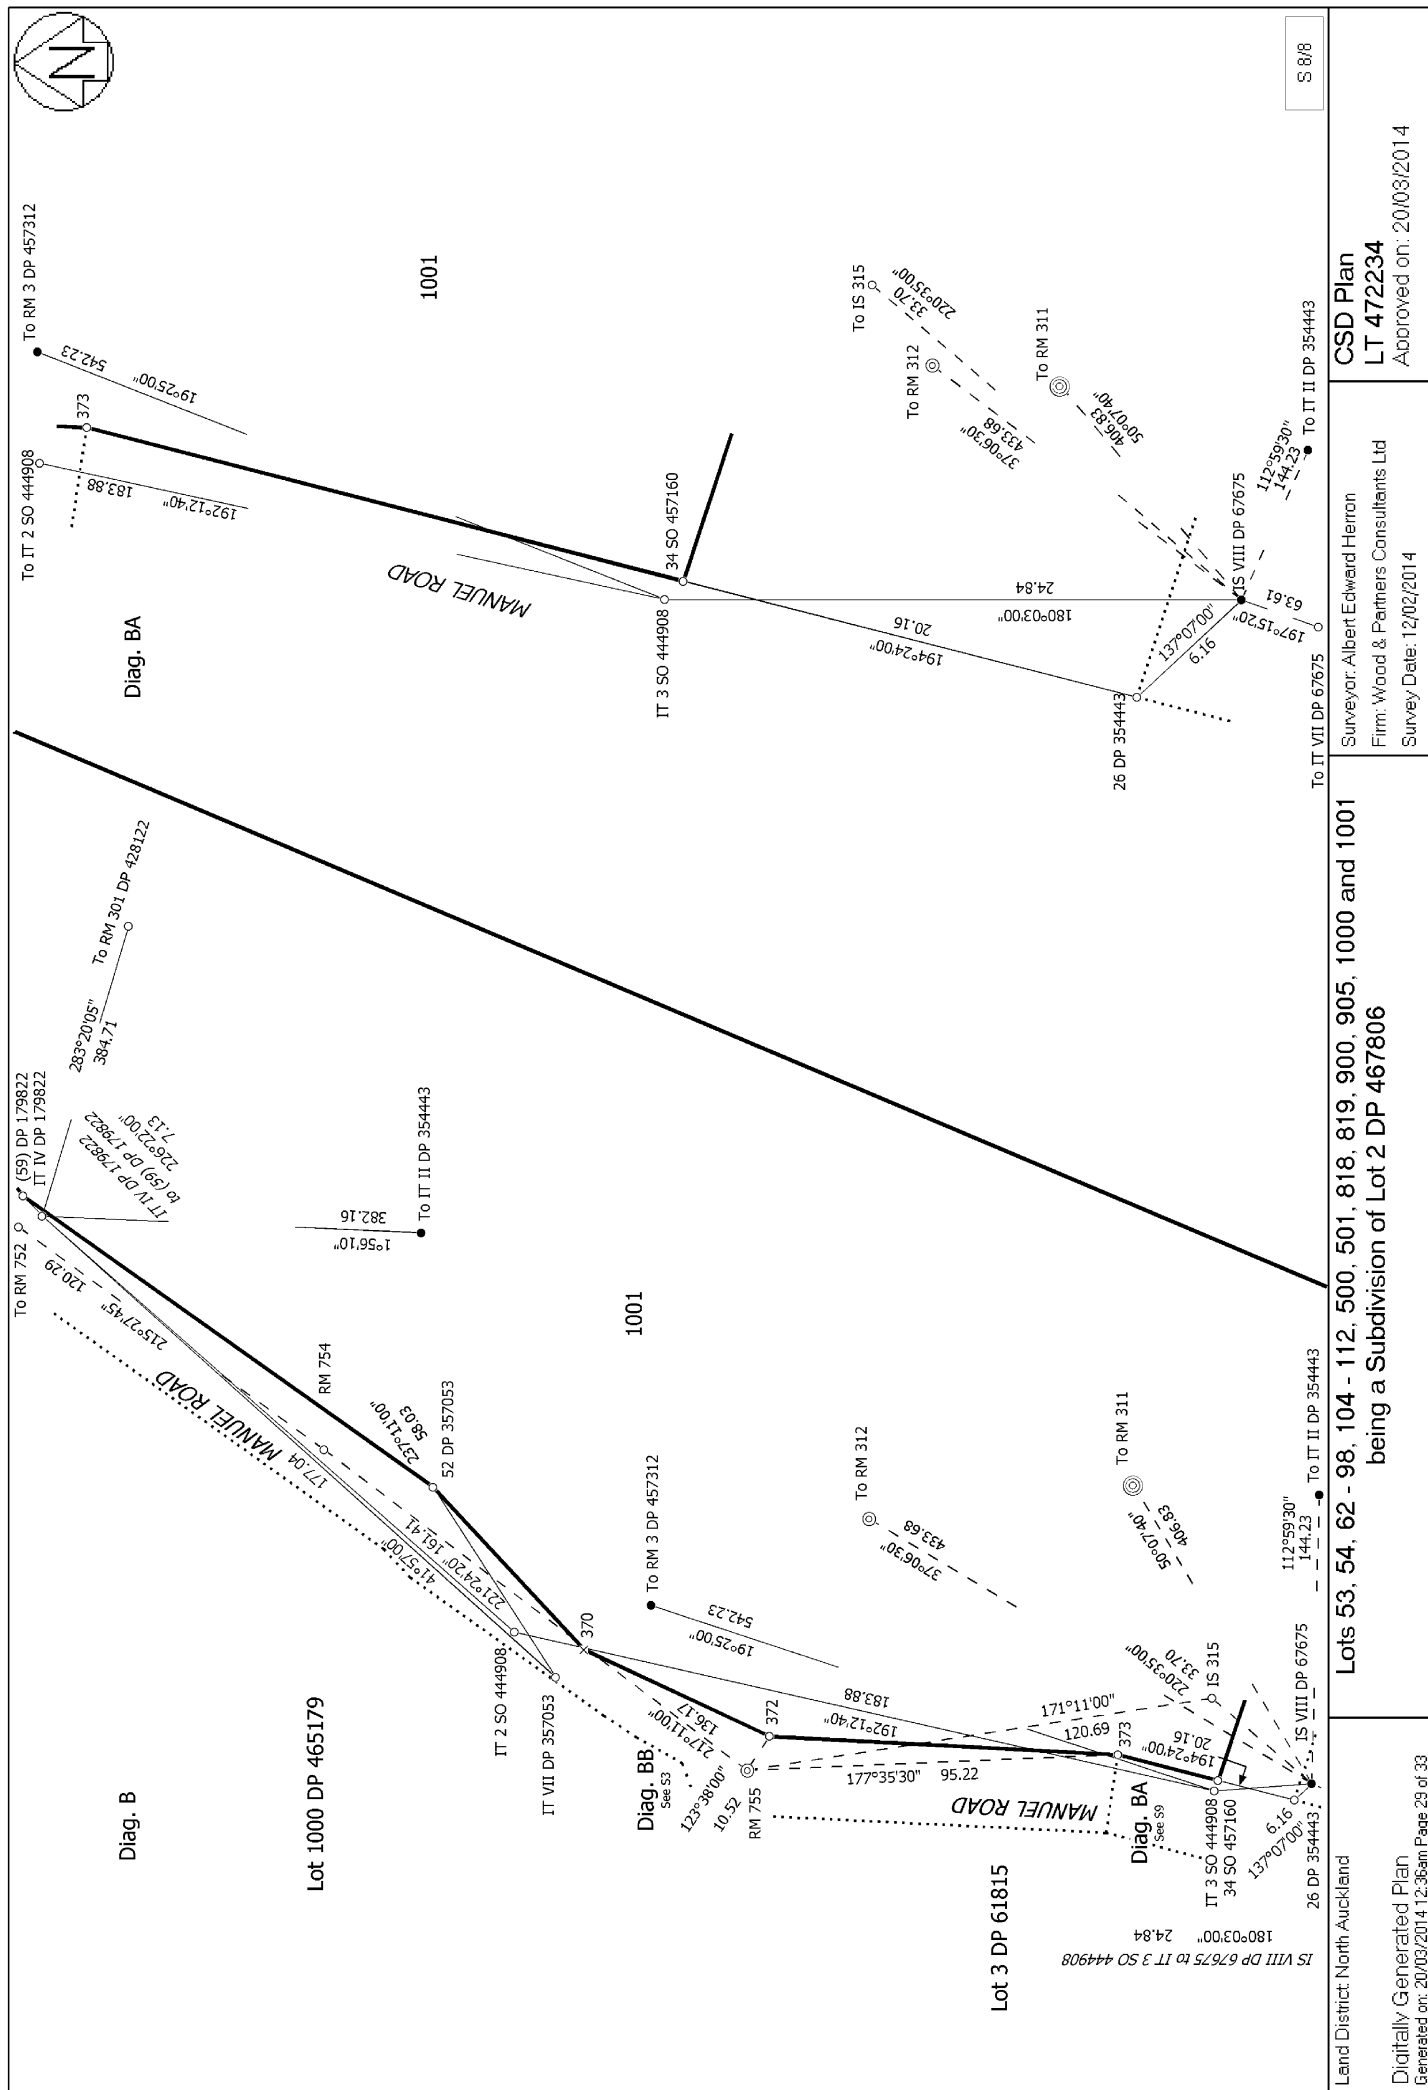 N
S 8/8
Diag. B
Lot 1000 DP 465179
Lot 3 DP 61815
Diag. BB
See S3
Diag. BA
See S9
MANUEL ROAD
MANUEL ROAD
1001
To RM 752
(59) DP 179822
IT IV DP 179822
120.29
215°27'45"
IT IV DP 179822
to (59) DP 179822
226°22'00"
7.13
283°20'05"
384.71
To RM 301 DP 428122
382.16
1°56'10"
To IT II DP 354443
RM 754
177.04
41°57'00"
161.41
221°24'20"
237°11'00"
58.03
52 DP 357053
IT 2 SO 444908
IT VII DP 357053
370
136.17
217°11'00"
123°38'00"
10.52
RM 755
372
To RM 3 DP 457312
542.23
19°25'00"
To RM 312
433.68
37°06'30"
To RM 311
406.83
50°07'40"
183.88
192°12'40"
171°11'00"
120.69
177°35'30"
95.22
373
IS 315
33.70
220°35'00"
20.16
194°24'00"
IT 3 SO 444908
34 SO 457160
IS VIII DP 67675
112°59'30"
144.23
To IT II DP 354443
6.16
137°07'00"
26 DP 354443
180°03'00"
24.84
IS VIII DP 67675 to IT 3 SO 444908
Diag. BA
To IT 2 SO 444908
183.88
192°12'40"
373
To RM 3 DP 457312
542.23
19°25'00"
1001
MANUEL ROAD
34 SO 457160
IT 3 SO 444908
20.16
194°24'00"
24.84
180°03'00"
To IS 315
33.70
220°35'00"
To RM 312
433.68
37°06'30"
To RM 311
406.83
50°07'40"
IS VIII DP 67675
112°59'30"
144.23
To IT II DP 354443
137°07'00"
6.16
26 DP 354443
63.61
197°15'20"
To IT VII DP 67675
Land District: North Auckland
Digitally Generated Plan
Generated on: 20/03/2014 12:36am Page 29 of 33
Lots 53, 54, 62 - 98, 104 - 112, 500, 501, 818, 819, 900, 905, 1000 and 1001
being a Subdivision of Lot 2 DP 467806
Surveyor: Albert Edward Herron
Firm: Wood & Partners Consultants Ltd
Survey Date: 12/02/2014
CSD Plan
LT 472234
Approved on: 20/03/2014